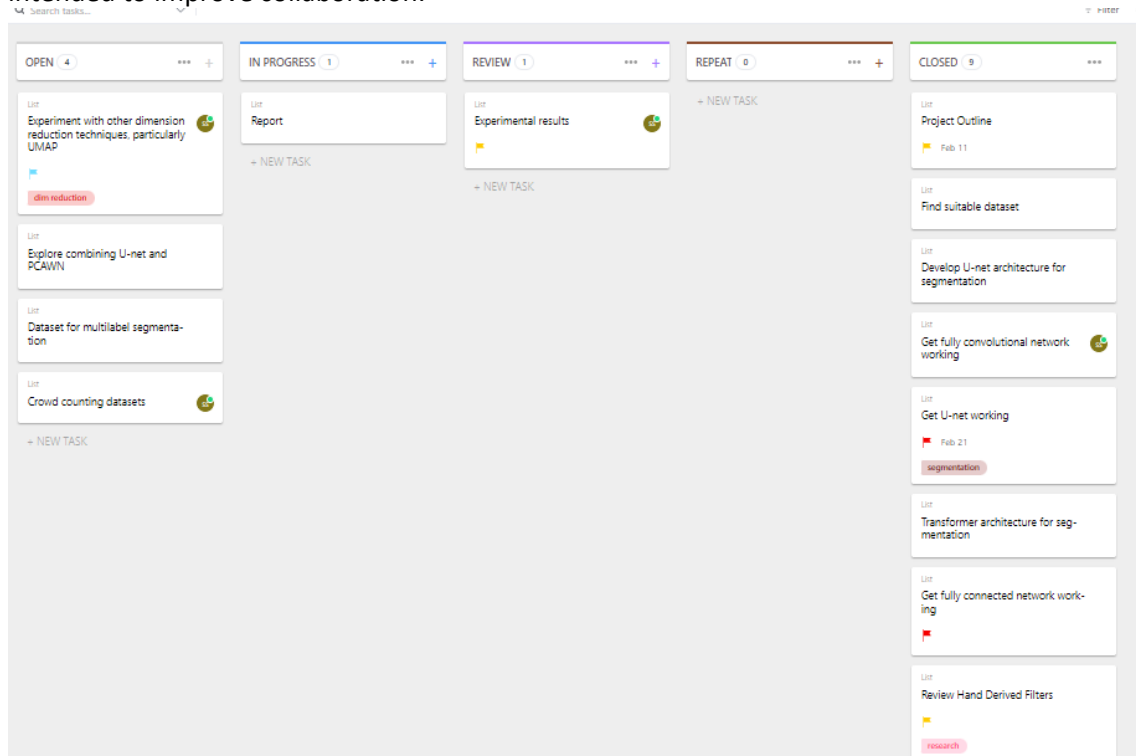 intended to improve collaboration.
Search tasks...
Filter
OPEN 4 ... +
IN PROGRESS 1 ... +
REVIEW 1 ... +
REPEAT 0 ... +
CLOSED 9 ...
List
Experiment with other dimension
reduction techniques, particularly
UMAP
dim reduction
List
Explore combining U-net and
PCAWN
List
Dataset for multilabel segmenta-
tion
List
Crowd counting datasets
+ NEW TASK
List
Report
+ NEW TASK
List
Experimental results
+ NEW TASK
+ NEW TASK
List
Project Outline
Feb 11
List
Find suitable dataset
List
Develop U-net architecture for
segmentation
List
Get fully convolutional network
working
List
Get U-net working
Feb 21
segmentation
List
Transformer architecture for seg-
mentation
List
Get fully connected network work-
ing
List
Review Hand Derived Filters
research